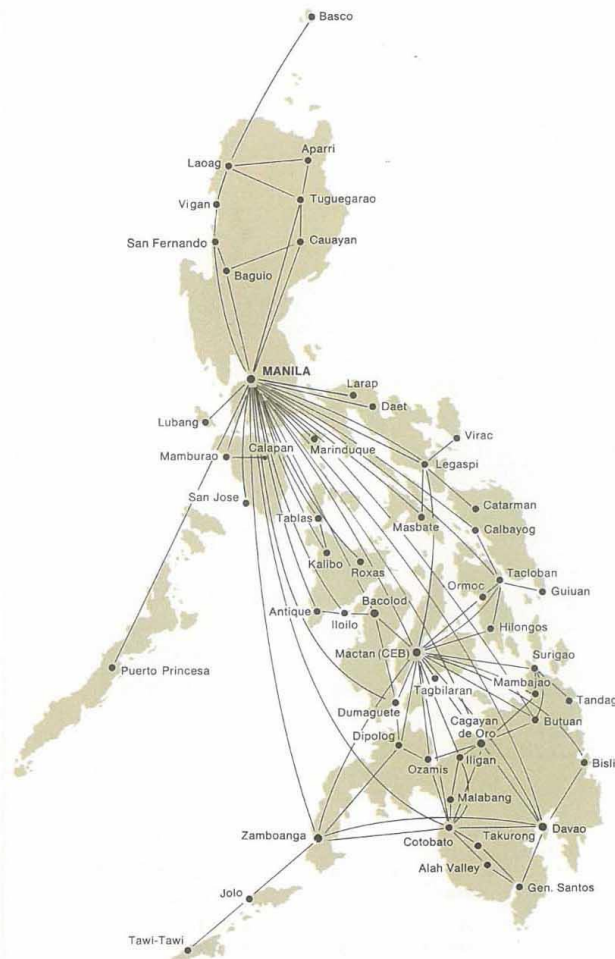 Basco
Aparri
Laoag
Tuguegarao
Vigan
San Fernando
Cauayan
Baguio
MANILA
Larap
Daet
Lubang
Virac
Calapan
Marinduque
Mamburao
Legaspi
San Jose
Catarman
Masbate
Tablas
Calbayog
Kalibo
Roxas
Tacloban
Ormoc
Guiuan
Bacolod
Antique
Iloilo
Hilongos
Mactan (CEB)
Surigao
Puerto Princesa
Mambajao
Tagbilaran
Tandag
Dumaguete
Cagayan
de Oro
Butuan
Dipolog
Iligan
Bisli
Ozamis
Malabang
Zamboanga
Cotobato
Takurong
Davao
Alah Valley
Gen. Santos
Jolo
Tawi-Tawi